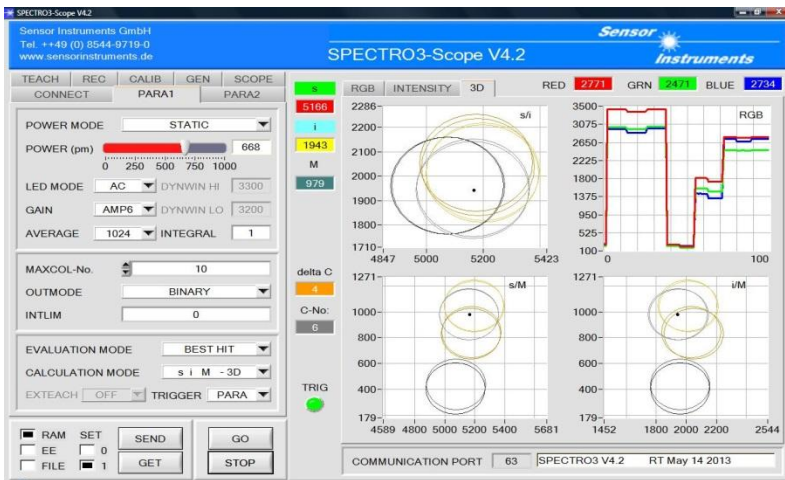 SPECTRO3-Scope V4.2
Sensor Instruments GmbH
Tel. ++49 (0) 8544-9719-0
www.sensorinstruments.de
SPECTRO3-Scope V4.2
Sensor
Instruments
TEACH REC CALIB GEN SCOPE
CONNECT PARA1 PARA2
POWER MODE STATIC
POWER (pm) 668
0 250 500 750 1000
LED MODE AC DYNWIN HI 3300
GAIN AMP6 DYNWIN LO 3200
AVERAGE 1024 INTEGRAL 1
MAXCOL-No. 10
OUTMODE BINARY
INTLIM 0
EVALUATION MODE BEST HIT
CALCULATION MODE s i M - 3D
EXTEACH OFF TRIGGER PARA
RAM SET
EE 0
FILE 1
SEND
GET
GO
STOP
s
5166
i
1943
M
979
delta C
4
C-No:
6
TRIG
RGB INTENSITY 3D RED 2771 GRN 2471 BLUE 2734
s/i
2286
2200
2100
2000
1900
1800
1710
4847 5000 5200 5423
RGB
3500
3075
2650
2225
1800
1375
950
525
100
0 100
s/M
1271
1000
800
600
400
179
4589 4800 5000 5200 5400 5681
i/M
1271
1000
800
600
400
179
1452 1800 2000 2200 2544
COMMUNICATION PORT 63 SPECTRO3 V4.2 RT May 14 2013